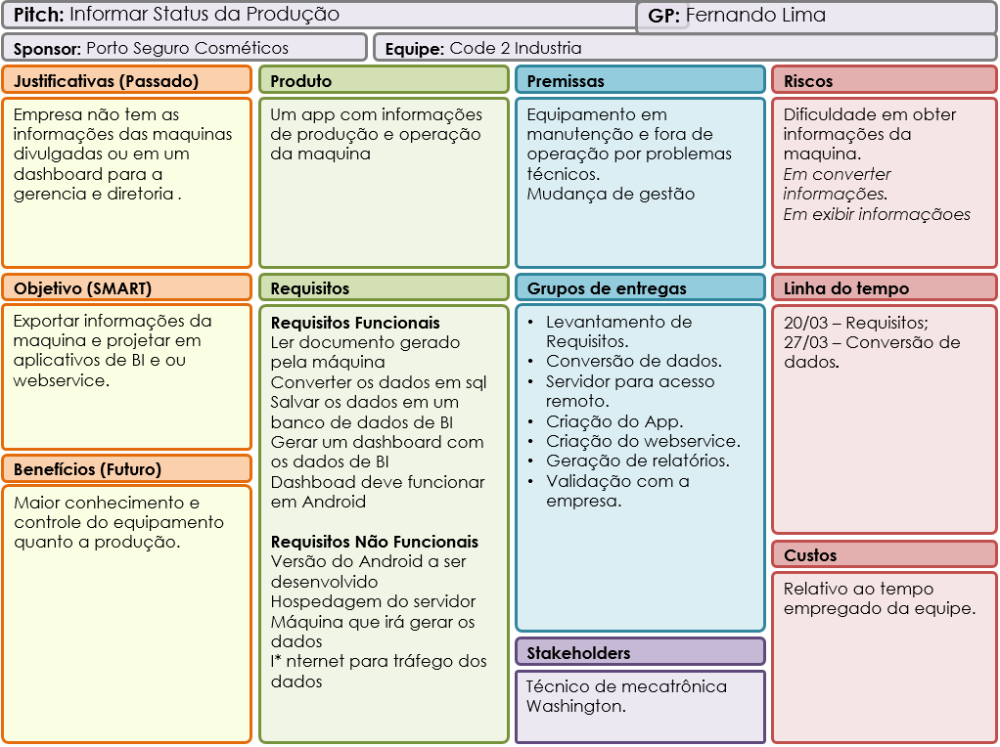 Pitch: Informar Status da Produção
GP: Fernando Lima
Sponsor: Porto Seguro Cosméticos
Equipe: Code 2 Industria
Justificativas (Passado)
Empresa não tem as
informações das maquinas
divulgadas ou em um
dashboard para a
gerencia e diretoria .
Produto
Um app com informações
de produção e operação
da maquina
Premissas
Equipamento em
manutenção e fora de
operação por problemas
técnicos.
Mudança de gestão
Riscos
Dificuldade em obter
informações da
maquina.
Em converter
informações.
Em exibir informaçãoes
Objetivo (SMART)
Exportar informações da
maquina e projetar em
aplicativos de BI e ou
webservice.
Benefícios (Futuro)
Maior conhecimento e
controle do equipamento
quanto a produção.
Requisitos
Requisitos Funcionais
Ler documento gerado
pela máquina
Converter os dados em sql
Salvar os dados em um
banco de dados de BI
Gerar um dashboard com
os dados de BI
Dashboad deve funcionar
em Android
Requisitos Não Funcionais
Versão do Android a ser
desenvolvido
Hospedagem do servidor
Máquina que irá gerar os
dados
I* nternet para tráfego dos
dados
Grupos de entregas
• Levantamento de
Requisitos.
• Conversão de dados.
• Servidor para acesso
remoto.
• Criação do App.
• Criação do webservice.
• Geração de relatórios.
• Validação com a
empresa.
Stakeholders
Técnico de mecatrônica
Washington.
Linha do tempo
20/03 – Requisitos;
27/03 – Conversão de
dados.
Custos
Relativo ao tempo
empregado da equipe.